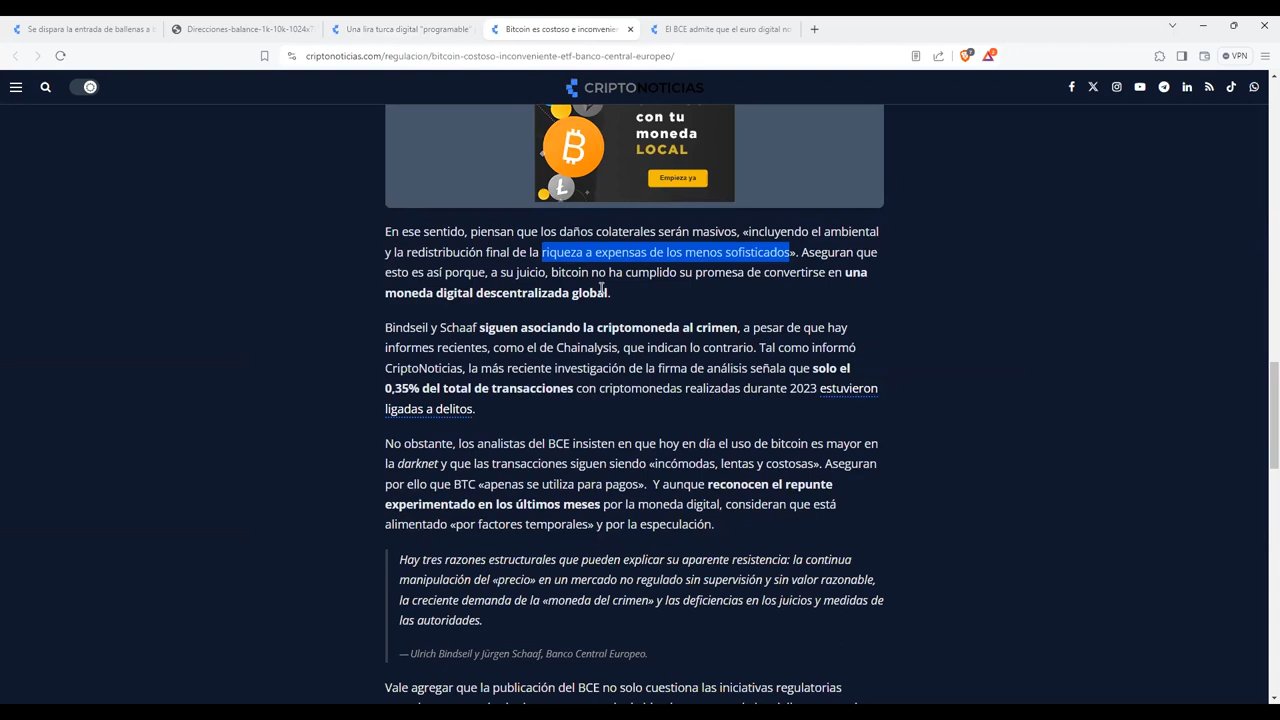 Se dispara la entrada de ballenas a b
Direcciones-balance-1k-10k-1024x7
Una lira turca digital "programable"
Bitcoin es costoso e inconvenien
El BCE admite que el euro digital no
criptonoticias.com/regulacion/bitcoin-costoso-inconveniente-etf-banco-central-europeo/
VPN
CRIPTONOTICIAS
con tu
moneda
LOCAL
Empieza ya
En ese sentido, piensan que los daños colaterales serán masivos, «incluyendo el ambiental
y la redistribución final de la riqueza a expensas de los menos sofisticados». Aseguran que
esto es así porque, a su juicio, bitcoin no ha cumplido su promesa de convertirse en una
moneda digital descentralizada global.
Bindseil y Schaaf siguen asociando la criptomoneda al crimen, a pesar de que hay
informes recientes, como el de Chainalysis, que indican lo contrario. Tal como informó
CriptoNoticias, la más reciente investigación de la firma de análisis señala que solo el
0,35% del total de transacciones con criptomonedas realizadas durante 2023 estuvieron
ligadas a delitos.
No obstante, los analistas del BCE insisten en que hoy en día el uso de bitcoin es mayor en
la darknet y que las transacciones siguen siendo «incómodas, lentas y costosas». Aseguran
por ello que BTC «apenas se utiliza para pagos». Y aunque reconocen el repunte
experimentado en los últimos meses por la moneda digital, consideran que está
alimentado «por factores temporales» y por la especulación.
Hay tres razones estructurales que pueden explicar su aparente resistencia: la continua
manipulación del «precio» en un mercado no regulado sin supervisión y sin valor razonable,
la creciente demanda de la «moneda del crimen» y las deficiencias en los juicios y medidas de
las autoridades.
— Ulrich Bindseil y Jürgen Schaaf, Banco Central Europeo.
Vale agregar que la publicación del BCE no solo cuestiona las iniciativas regulatorias